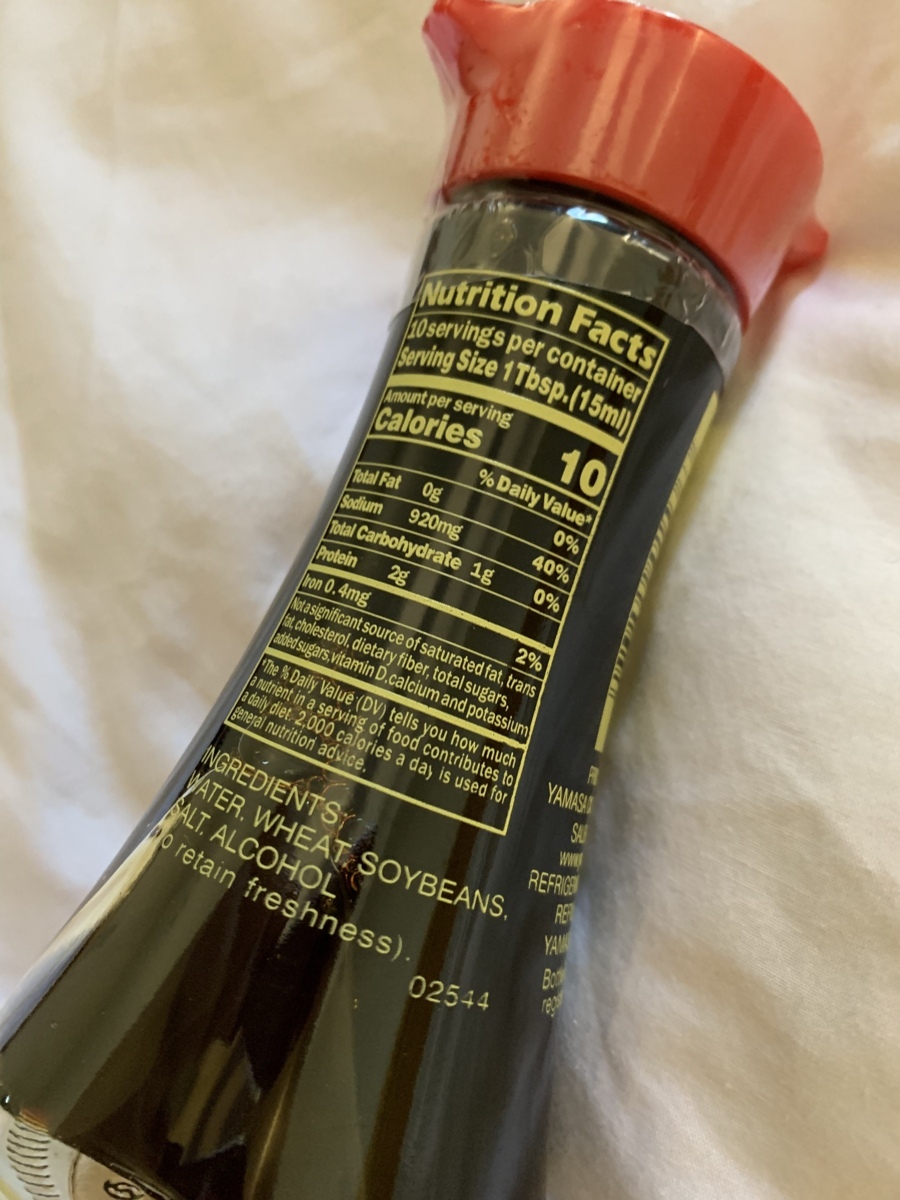 Nutrition Facts
10 servings per container
Serving Size 1 Tbsp.(15ml)
Amount per serving
Calories 10
% Daily Value*
Total Fat 0g 0%
Sodium 920mg 40%
Total Carbohydrate 1g 0%
Protein 2g
Iron 0.4mg 2%
Not a significant source of saturated fat, trans
fat, cholesterol, dietary fiber, total sugars,
added sugars, vitamin D, calcium and potassium
*The % Daily Value (DV) tells you how much
a nutrient in a serving of food contributes to
a daily diet. 2,000 calories a day is used for
general nutrition advice.
INGREDIENTS:
WATER, WHEAT, SOYBEANS,
SALT, ALCOHOL
to retain freshness).
02544
YAMASA